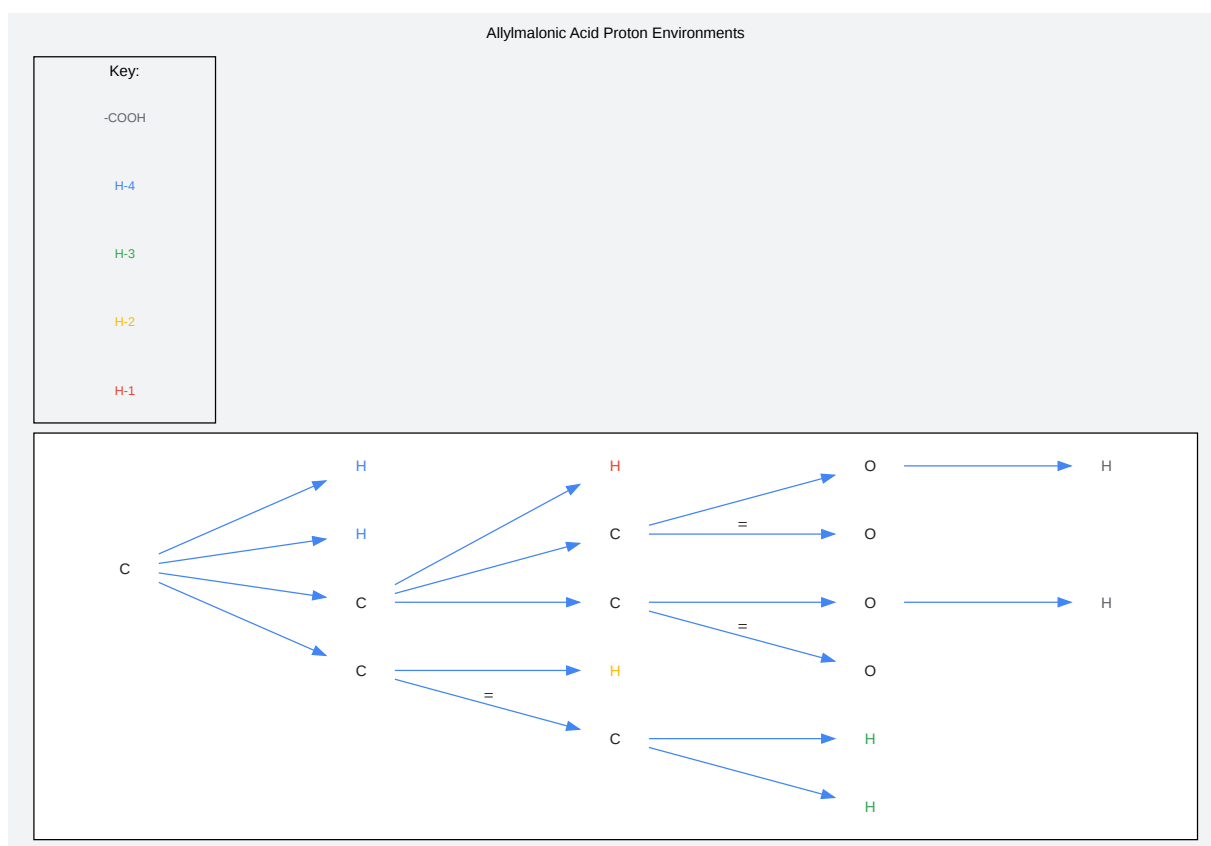 Allylmalonic Acid Proton Environments
Key:
-COOH
H-4
H-3
H-2
H-1
H H O H
= 
H C O
C
C C O H
=
C H O
=
C H
H